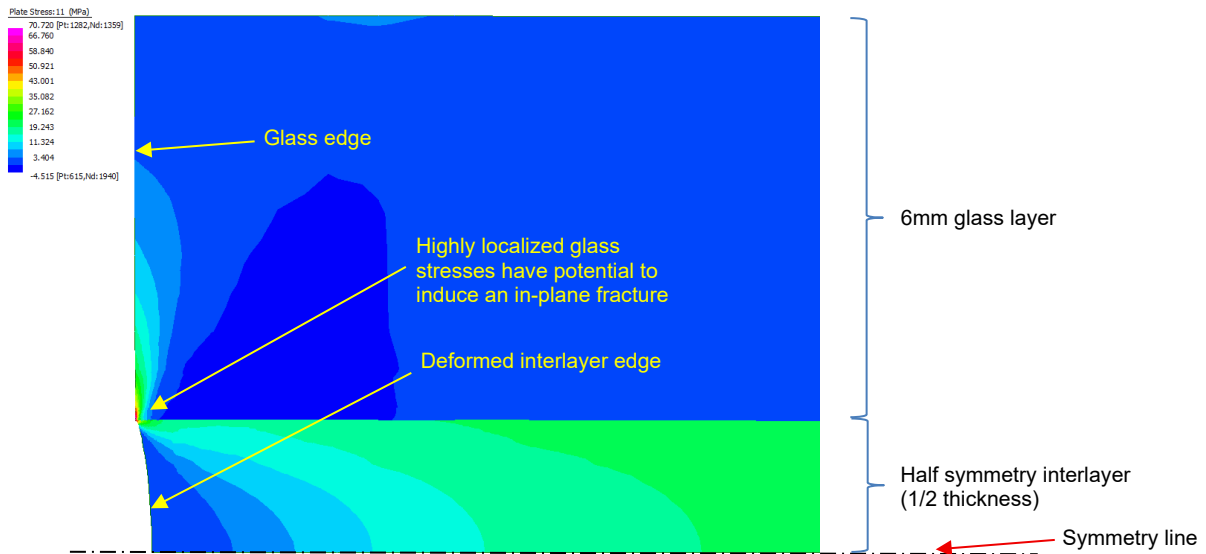 Plate Stress:11 (MPa)
70.720 [Pt:1282,Nd:1359]
66.760
58.840
50.921
43.001
35.082
27.162
19.243
11.324
3.404
-4.515 [Pt:615,Nd:1940]
Glass edge
Highly localized glass
stresses have potential to
induce an in-plane fracture
Deformed interlayer edge
6mm glass layer
Half symmetry interlayer
(1/2 thickness)
Symmetry line